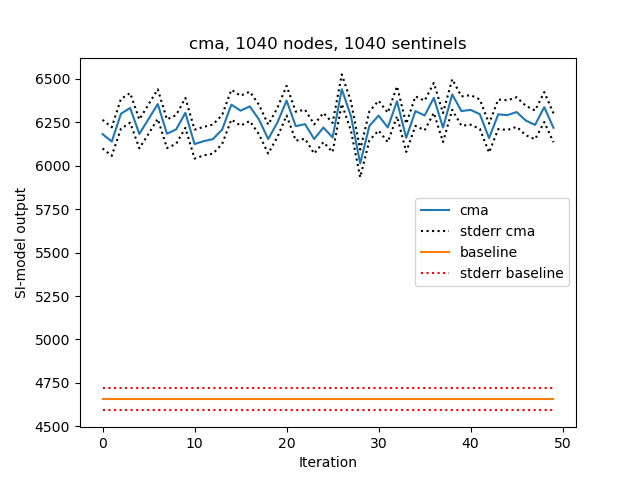 cma, 1040 nodes, 1040 sentinels
6500
6250
6000
5750
5500
5250
5000
4750
4500
SI-model output
cma
stderr cma
baseline
stderr baseline
0 10 20 30 40 50
Iteration